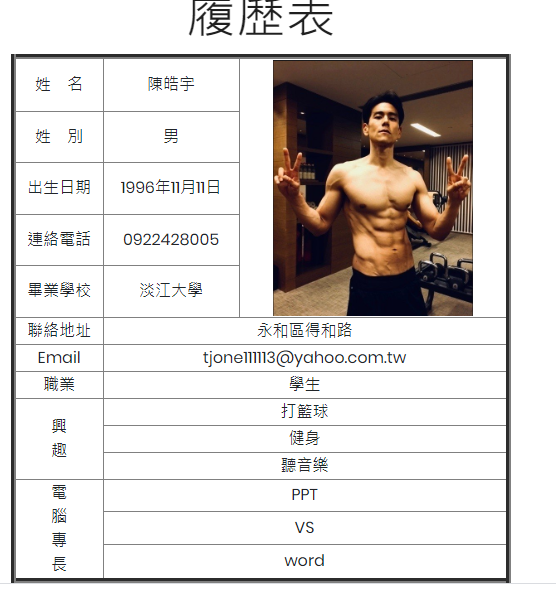 履歷表
姓 名 陳皓宇
姓 別 男
出生日期 1996年11月11日
連絡電話 0922428005
畢業學校 淡江大學
聯絡地址 永和區得和路
Email tjone111113@yahoo.com.tw
職業 學生
興趣 打籃球
健身
聽音樂
電腦專長 PPT
VS
word